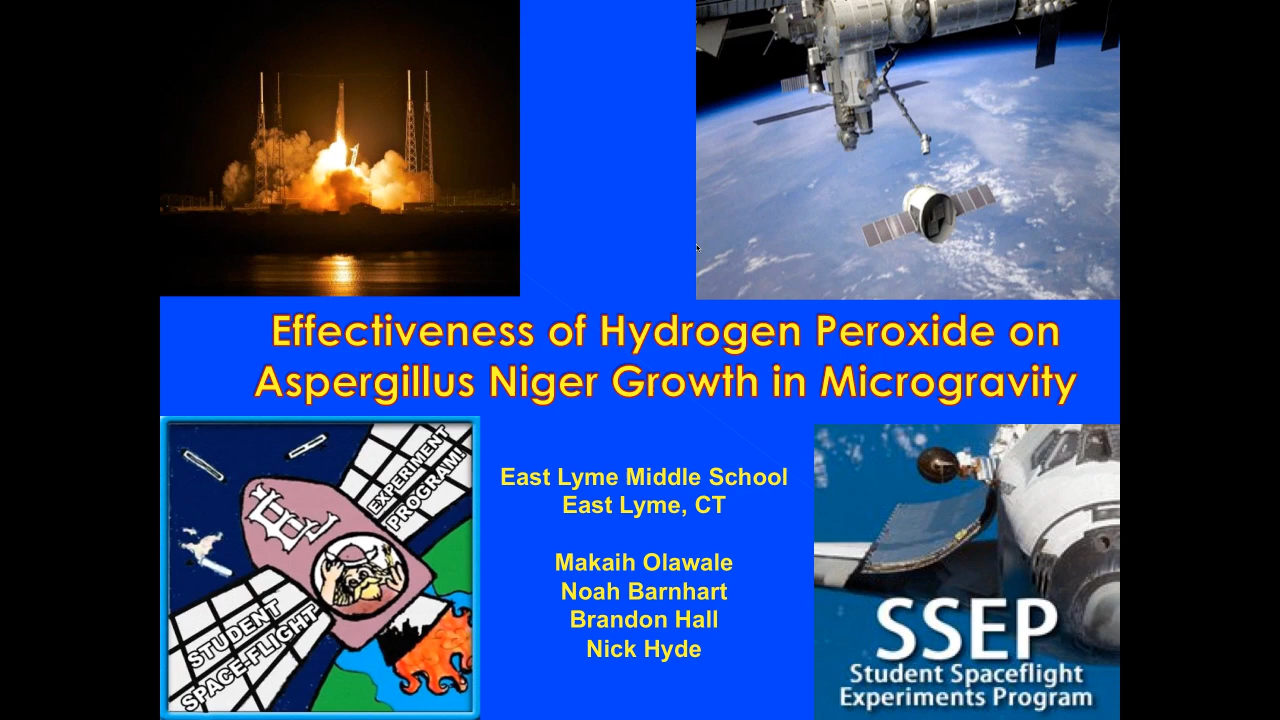 Effectiveness of Hydrogen Peroxide on
Aspergillus Niger Growth in Microgravity
EXPERIMENT
PROGRAM!
STUDENT
SPACE-FLIGHT
East Lyme Middle School
East Lyme, CT
Makaih Olawale
Noah Barnhart
Brandon Hall
Nick Hyde
SSEP
Student Spaceflight
Experiments Program